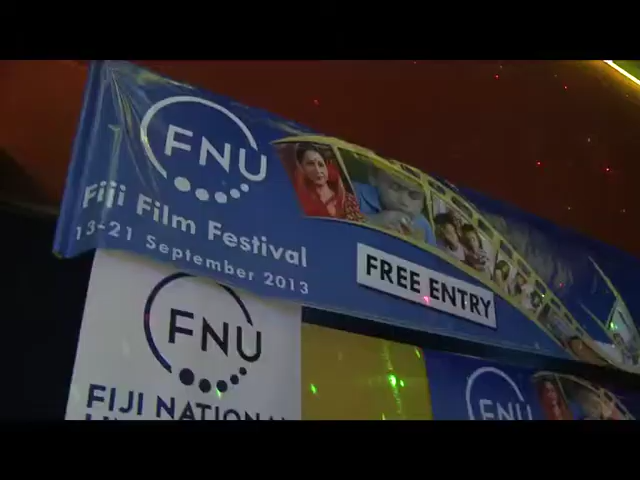 FNU
Fiji Film Festival
13-21 September 2013
FREE ENTRY
FNU
FIJI NATIONAL
FNU